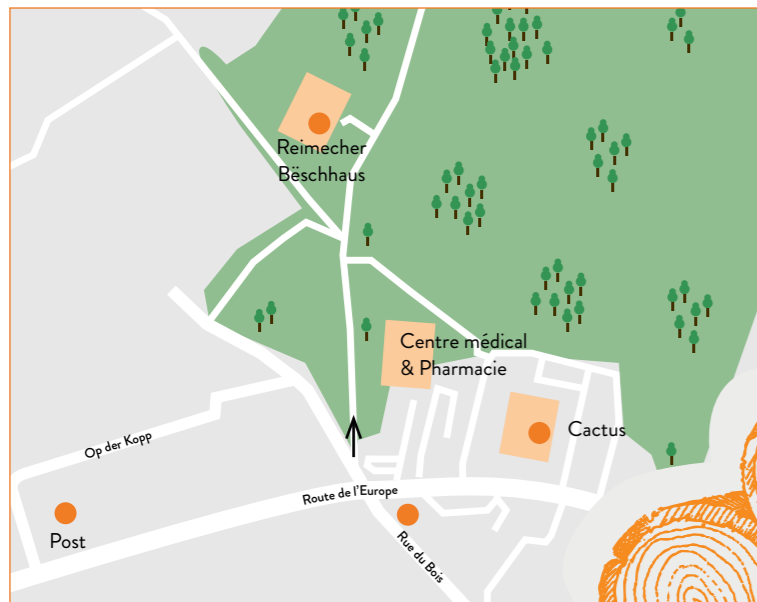 Reimecher
Bëschhaus
Centre médical
& Pharmacie
Cactus
Op der Kopp
Route de l'Europe
Post
Rue du Bois